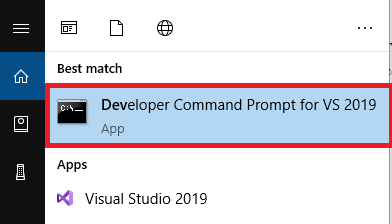 Best match
C:\_
Developer Command Prompt for VS 2019
App
Apps
Visual Studio 2019